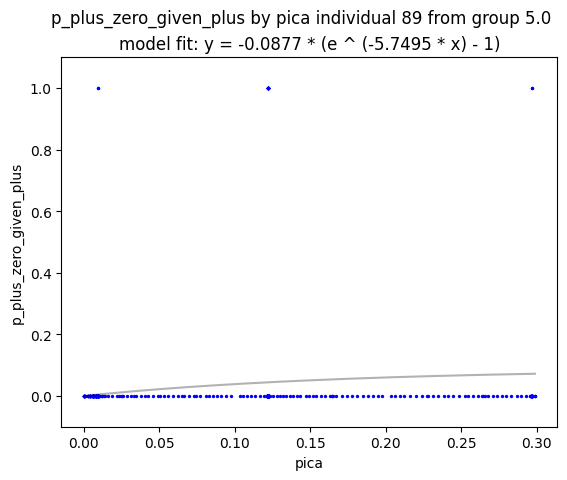 p_plus_zero_given_plus by pica individual 89 from group 5.0
model fit: y = -0.0877 * (e ^ (-5.7495 * x) - 1)
1.0
0.8
0.6
0.4
0.2
0.0
p_plus_zero_given_plus
0.00 0.05 0.10 0.15 0.20 0.25 0.30
pica